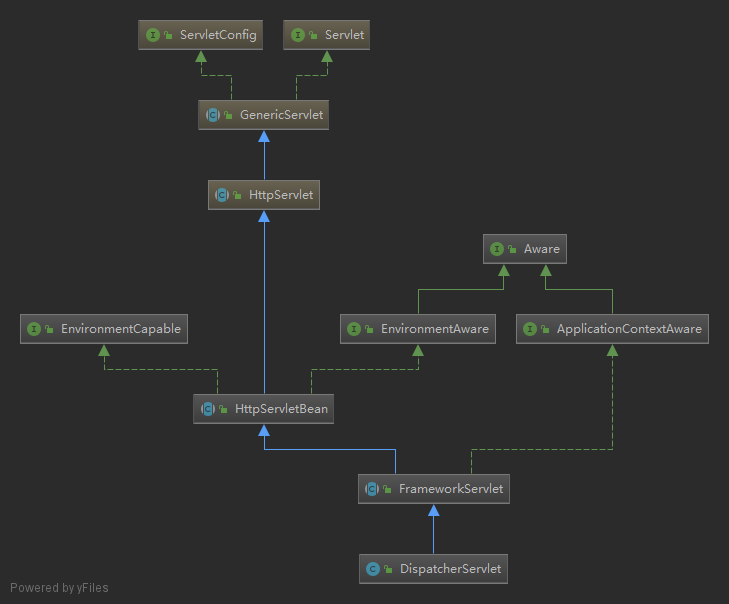 ServletConfig
Servlet
GenericServlet
HttpServlet
Aware
EnvironmentCapable
EnvironmentAware
ApplicationContextAware
HttpServletBean
FrameworkServlet
DispatcherServlet
Powered by yFiles